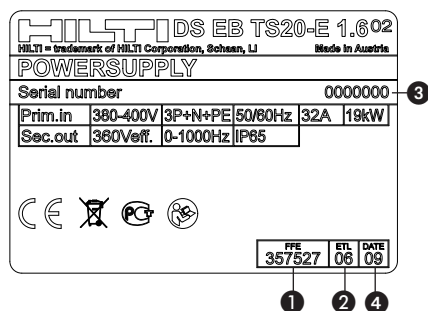 HILTI DS EB TS20-E 1.6 02
HILTI = trademark of HILTI Corporation, Schaan, LI Made in Austria
POWERSUPPLY
Serial number 0000000 3
Prim.in 380-400V 3P+N+PE 50/60Hz 32A 19kW
Sec.out 360Veff. 0-1000Hz IP65
CE PCT
FFE ETL DATE
357527 06 09
1 2 4